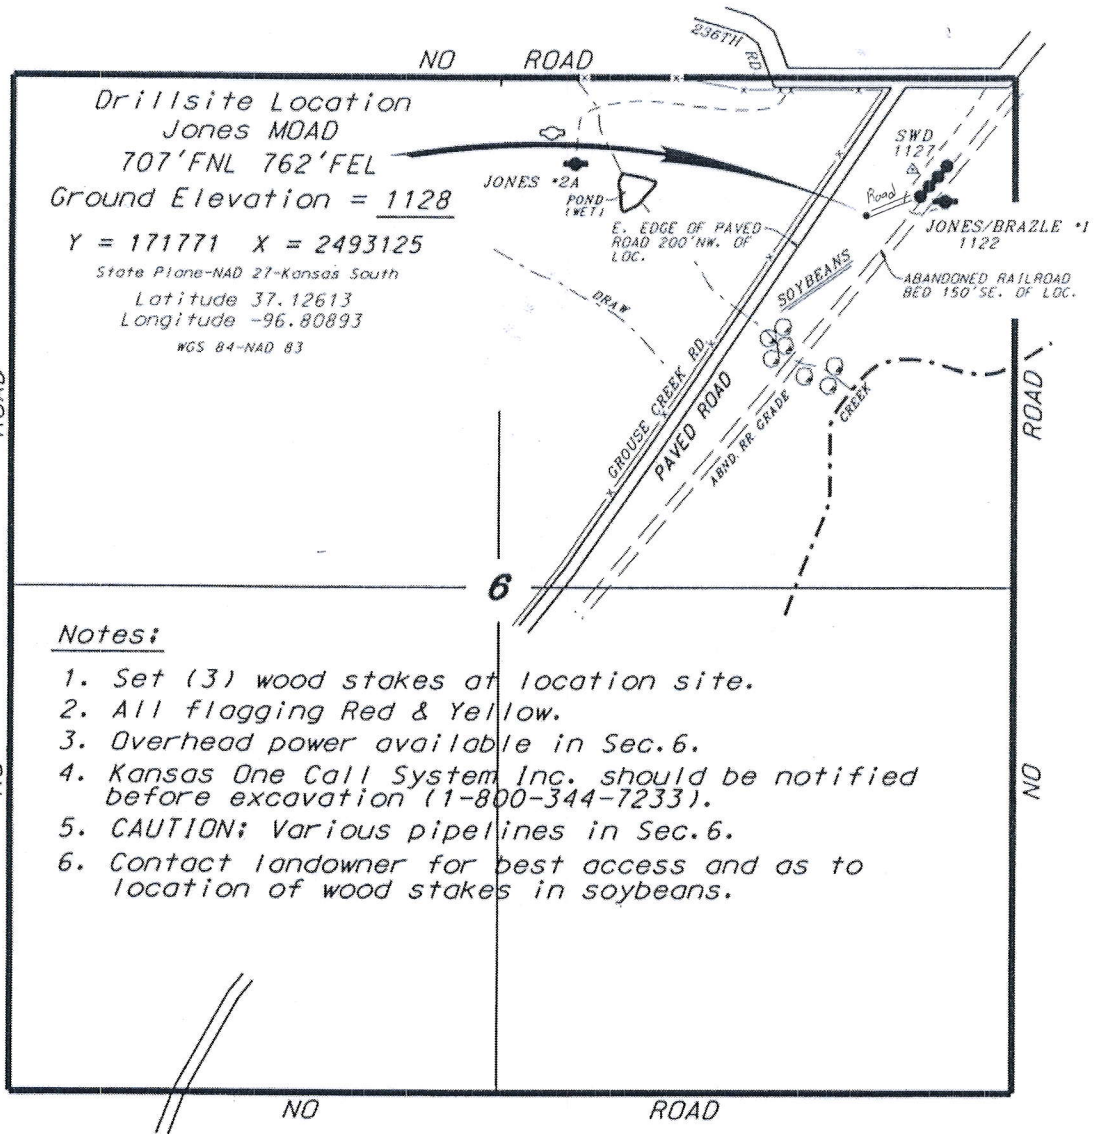 236TH RD
NO ROAD
Drillsite Location
Jones MOAD
707'FNL 762'FEL
Ground Elevation = 1128
Y = 171771 X = 2493125
State Plane-NAD 27-Kansas South
Latitude 37.12613
Longitude -96.80893
WGS 84-NAD 83
JONES #2A
POND
(WET)
E. EDGE OF PAVED
ROAD 200'NW. OF
LOC.
SWD
1127
Road
JONES/BRAZLE #1
1122
ABANDONED RAILROAD
BED 150'SE. OF LOC.
SOYBEANS
DRAW
GROUSE CREEK RD
PAVED ROAD
ABND. RR GRADE
CREEK
ROAD
ROAD
6
Notes:
1. Set (3) wood stakes at location site.
2. All flagging Red & Yellow.
3. Overhead power available in Sec.6.
4. Kansas One Call System Inc. should be notified
before excavation (1-800-344-7233).
5. CAUTION: Various pipelines in Sec.6.
6. Contact landowner for best access and as to
location of wood stakes in soybeans.
NO
NO
NO ROAD